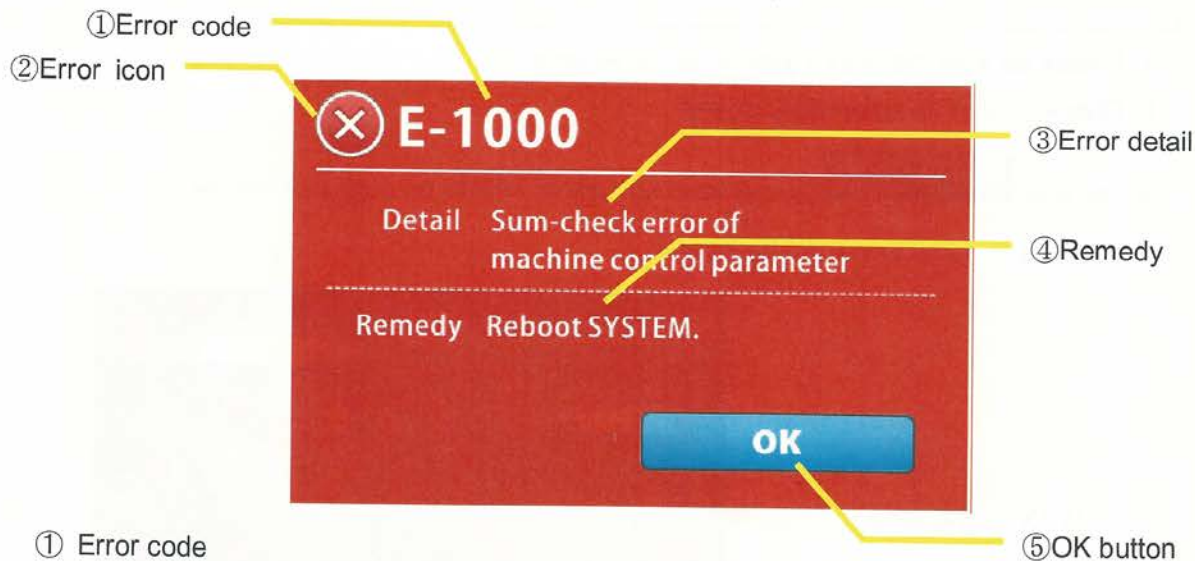 ①Error code
②Error icon
E-1000
③Error detail
Detail Sum-check error of
machine control parameter
④Remedy
Remedy Reboot SYSTEM.
OK
① Error code
⑤OK button